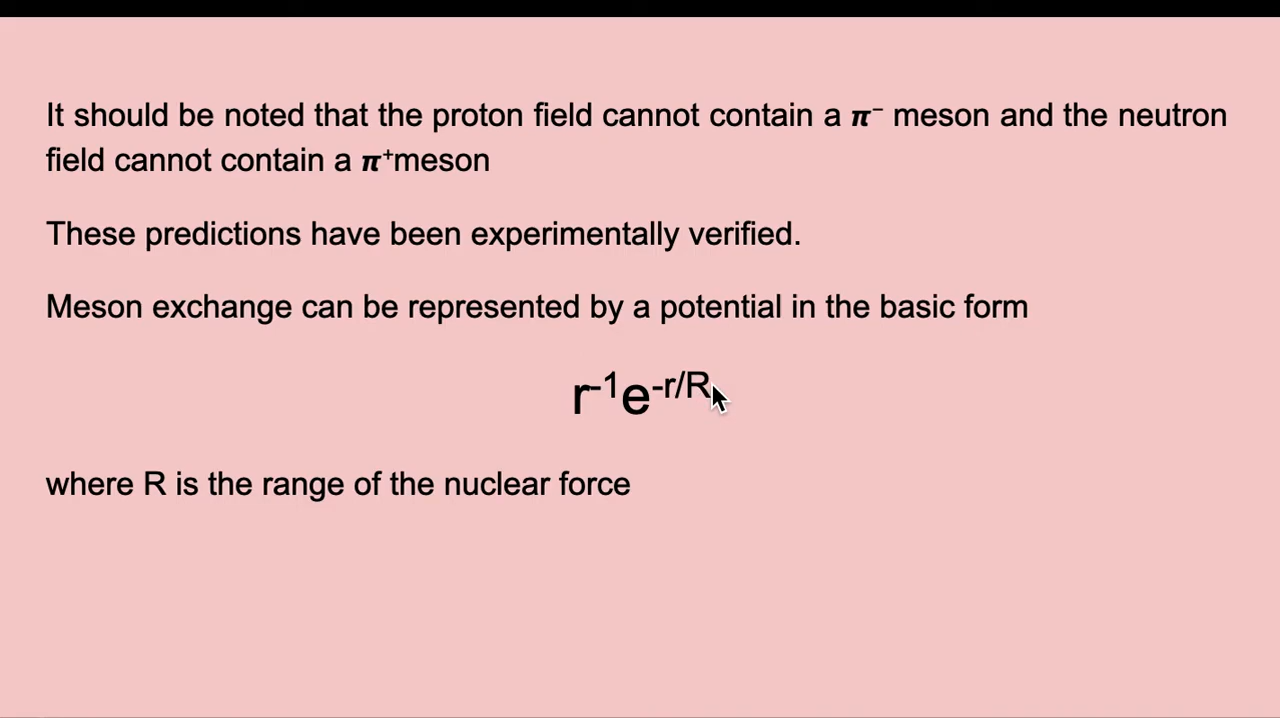 It should be noted that the proton field cannot contain a π⁻ meson and the neutron
field cannot contain a π⁺meson
These predictions have been experimentally verified.
Meson exchange can be represented by a potential in the basic form
r⁻¹e^-r/R
where R is the range of the nuclear force